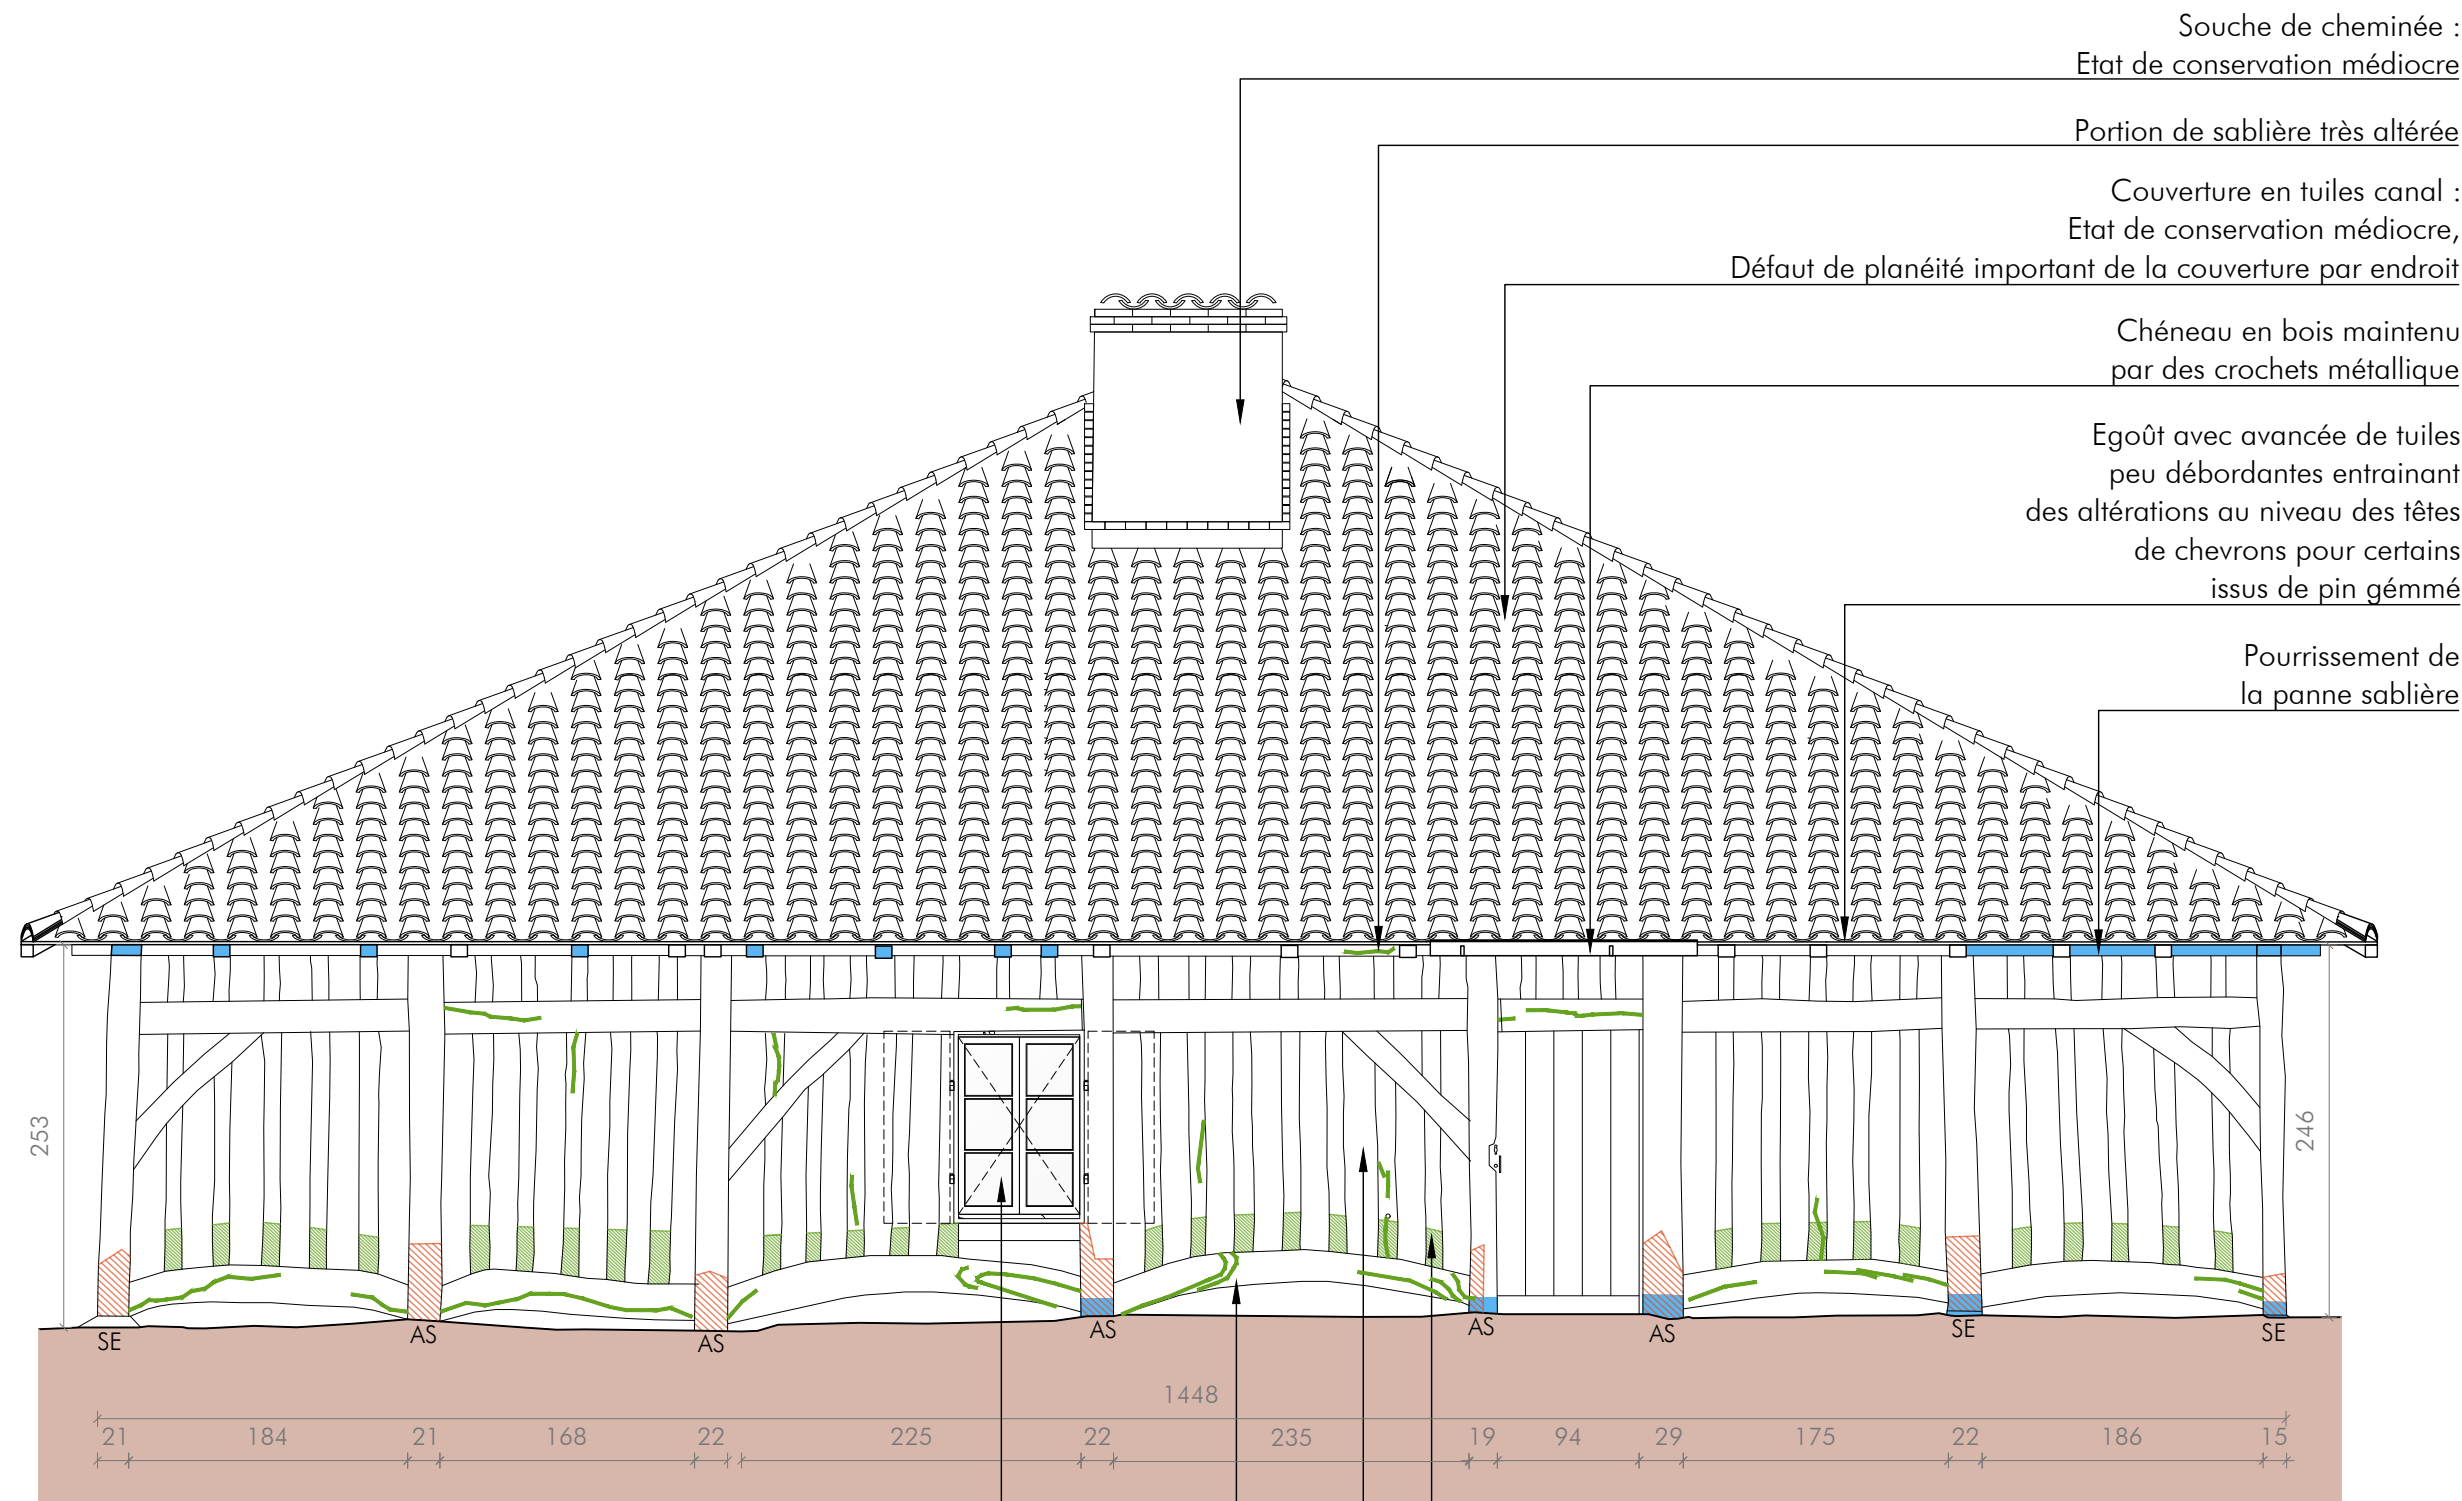 Souche de cheminée :
Etat de conservation médiocre
Portion de sablière très altérée
Couverture en tuiles canal :
Etat de conservation médiocre,
Défaut de planéité important de la couverture par endroit
Chéneau en bois maintenu
par des crochets métallique
Egoût avec avancée de tuiles
peu débordantes entrainant
des altérations au niveau des têtes
de chevrons pour certains
issus de pin gémmé
Pourrissement de
la panne sablière
253
246
SE
AS
AS
AS
AS
AS
SE
SE
1448
21 184 21 168 22 225 22 235 19 94 29 175 22 186 15